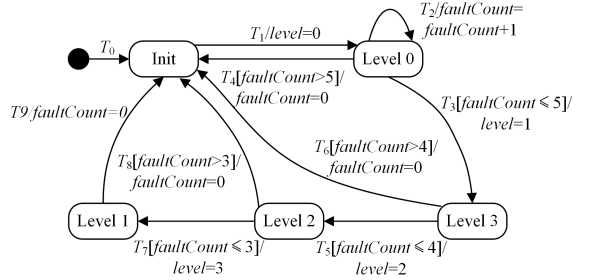 T2/faultCount=
faultCount+1
T1/level=0
T0
Init
Level 0
T4[faultCount>5]/
faultCount=0
T3[faultCount⩽5]/
level=1
T9/faultCount=0
T8[faultCount>3]/
faultCount=0
T6[faultCount>4]/
faultCount=0
Level 1
Level 2
Level 3
T7[faultCount⩽3]/
level=3
T5[faultCount⩽4]/
level=2